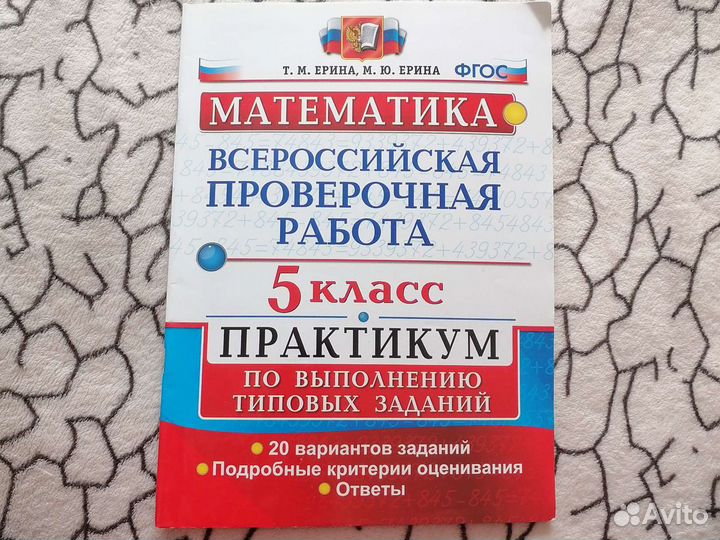 Т. М. ЕРИНА, М. Ю. ЕРИНА ФГОС
МАТЕМАТИКА
ВСЕРОССИЙСКАЯ
ПРОВЕРОЧНАЯ
РАБОТА
5 класс
ПРАКТИКУМ
ПО ВЫПОЛНЕНИЮ
ТИПОВЫХ ЗАДАНИЙ
20 вариантов заданий
Подробные критерии оценивания
Ответы
Avito